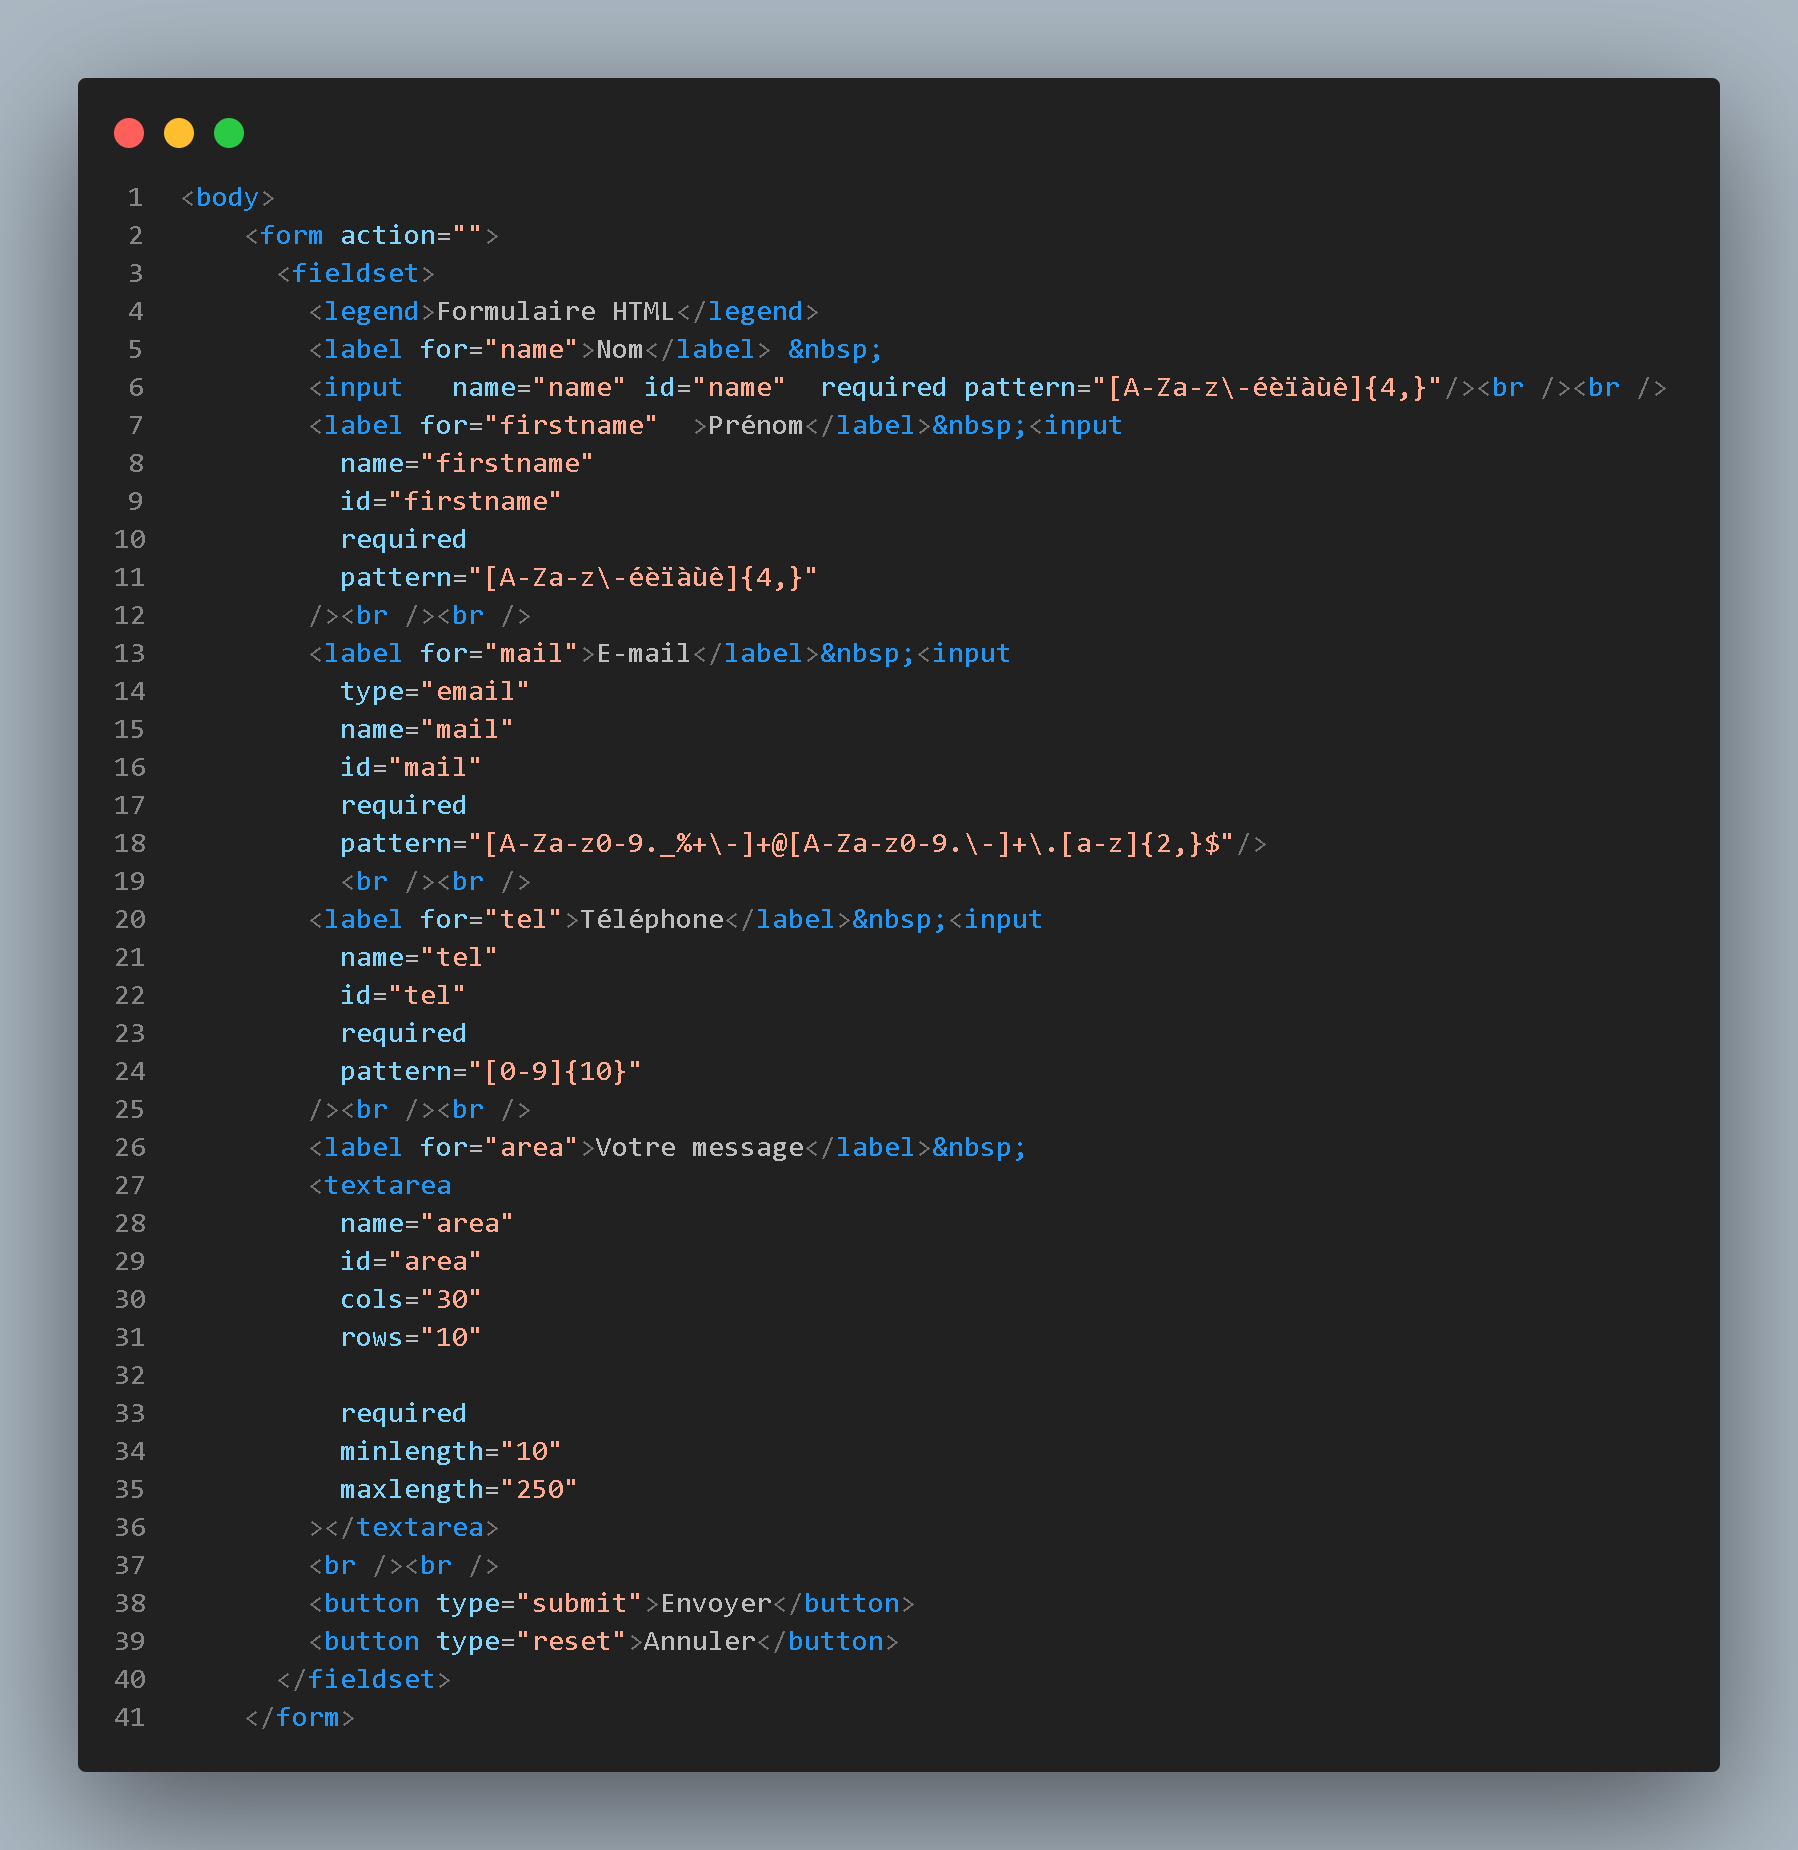 1 <body>
2 <form action="">
3 <fieldset>
4 <legend>Formulaire HTML</legend>
5 <label for="name">Nom</label> &nbsp;
6 <input   name="name" id="name"  required pattern="[A-Za-z\-éèïàùê]{4,}"/><br /><br />
7 <label for="firstname"  >Prénom</label>&nbsp;<input
8 name="firstname"
9 id="firstname"
10 required
11 pattern="[A-Za-z\-éèïàùê]{4,}"
12 /><br /><br />
13 <label for="mail">E-mail</label>&nbsp;<input
14 type="email"
15 name="mail"
16 id="mail"
17 required
18 pattern="[A-Za-z0-9._%+\-]+@[A-Za-z0-9.\-]+\.[a-z]{2,}$"/>
19 <br /><br />
20 <label for="tel">Téléphone</label>&nbsp;<input
21 name="tel"
22 id="tel"
23 required
24 pattern="[0-9]{10}"
25 /><br /><br />
26 <label for="area">Votre message</label>&nbsp;
27 <textarea
28 name="area"
29 id="area"
30 cols="30"
31 rows="10"
32
33 required
34 minlength="10"
35 maxlength="250"
36 ></textarea>
37 <br /><br />
38 <button type="submit">Envoyer</button>
39 <button type="reset">Annuler</button>
40 </fieldset>
41 </form>